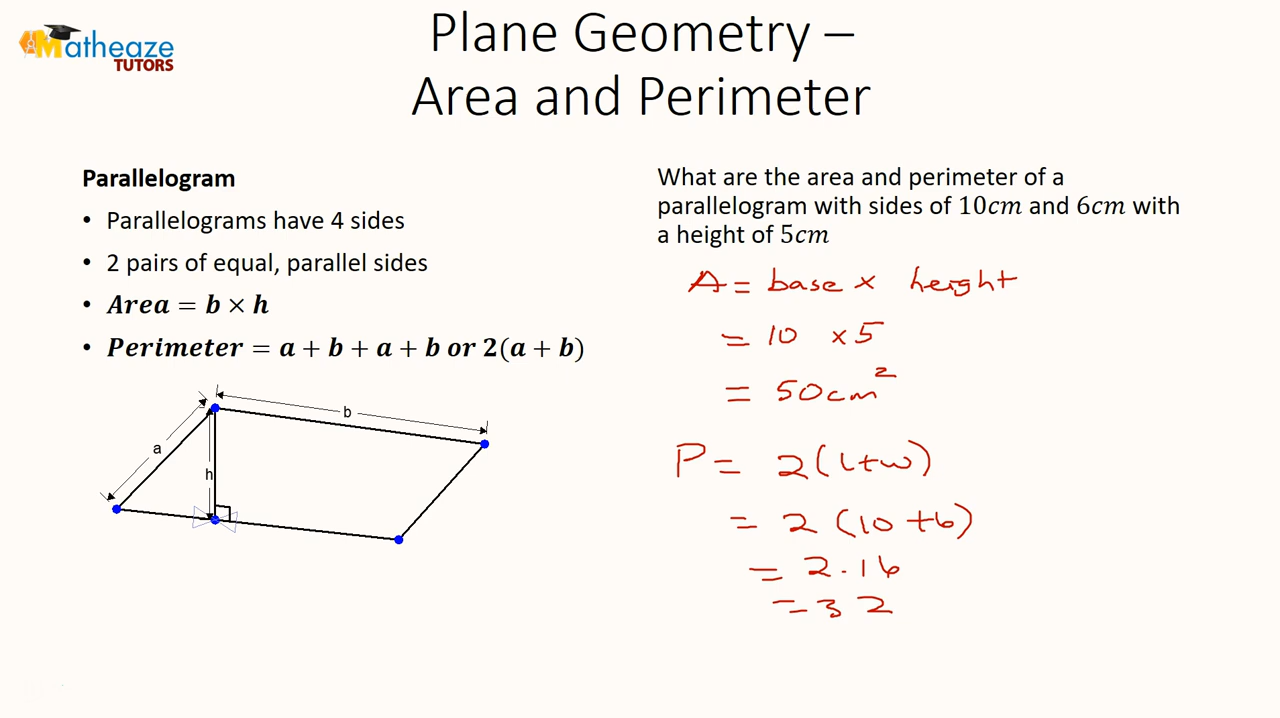 Matheaze
TUTORS
Plane Geometry –
Area and Perimeter
Parallelogram
• Parallelograms have 4 sides
• 2 pairs of equal, parallel sides
• Area = b × h
• Perimeter = a + b + a + b or 2(a + b)
a
b
h
What are the area and perimeter of a
parallelogram with sides of 10cm and 6cm with
a height of 5cm
A = base × height
= 10 × 5
= 50cm²
P = 2(l+w)
= 2 (10 + 6)
= 2.16
= 32